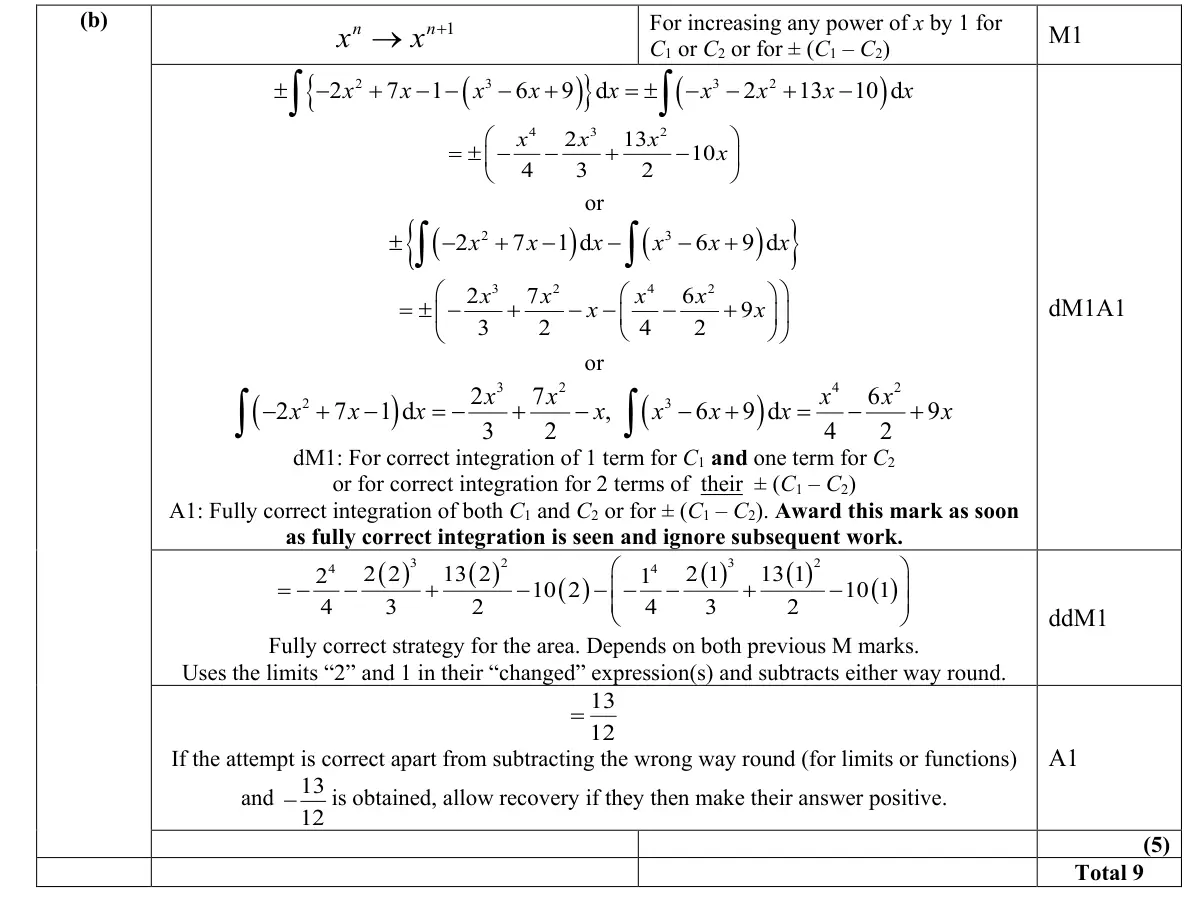 (b)
xⁿ → xⁿ⁺¹
For increasing any power of x by 1 for
C₁ or C₂ or for ± (C₁ – C₂)
M1
±∫{−2x² + 7x − 1 − (x³ − 6x + 9)}dx = ±∫(−x³ − 2x² + 13x − 10)dx
= ±(−x⁴/4 − 2x³/3 + 13x²/2 − 10x)
or
±{∫(−2x² + 7x − 1)dx − ∫(x³ − 6x + 9)dx}
= ±(−2x³/3 + 7x²/2 − x − (x⁴/4 − 6x²/2 + 9x))
or
∫(−2x² + 7x − 1)dx = −2x³/3 + 7x²/2 − x, ∫(x³ − 6x + 9)dx = x⁴/4 − 6x²/2 + 9x
dM1: For correct integration of 1 term for C₁ and one term for C₂
or for correct integration for 2 terms of their ± (C₁ – C₂)
A1: Fully correct integration of both C₁ and C₂ or for ± (C₁ – C₂). Award this mark as soon
as fully correct integration is seen and ignore subsequent work.
dM1A1
= −2⁴/4 − 2(2)³/3 + 13(2)²/2 − 10(2) − (−1⁴/4 − 2(1)³/3 + 13(1)²/2 − 10(1))
Fully correct strategy for the area. Depends on both previous M marks.
Uses the limits “2” and 1 in their “changed” expression(s) and subtracts either way round.
ddM1
= 13/12
If the attempt is correct apart from subtracting the wrong way round (for limits or functions)
and −13/12 is obtained, allow recovery if they then make their answer positive.
A1
(5)
Total 9